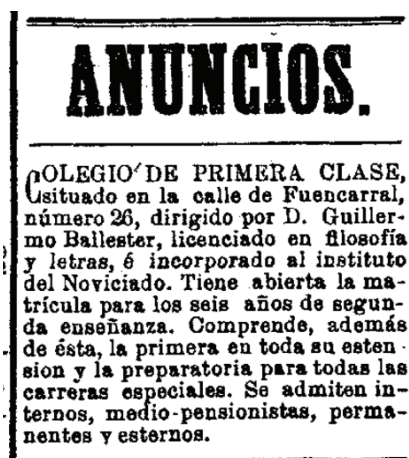 ANUNCIOS.
COLEGIO DE PRIMERA CLASE,
situado en la calle de Fuencarral,
número 26, dirigido por D. Guiller-
mo Ballester, licenciado en filosofía
y letras, é incorporado al instituto
del Noviciado. Tiene abierta la ma-
trícula para los seis años de segun-
da enseñanza. Comprende, además
de ésta, la primera en toda su esten-
sion y la preparatoria para todas las
carreras especiales. Se admiten in-
ternos, medio-pensionistas, perma-
nentes y esternos.